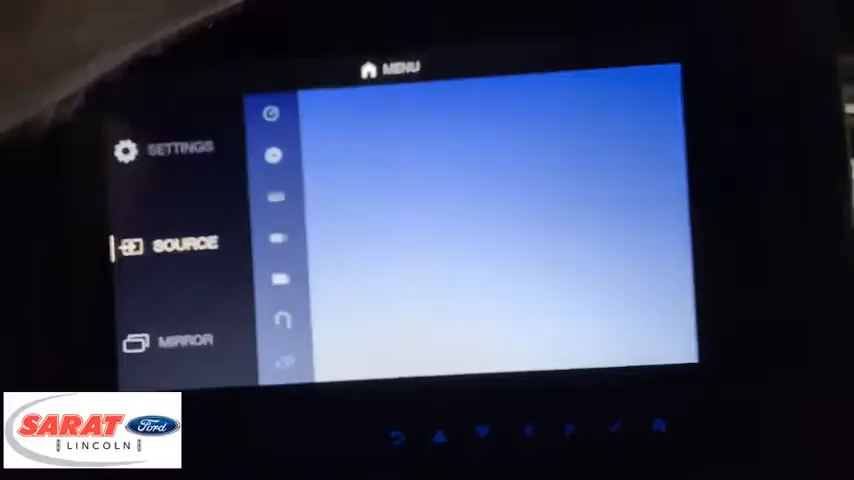 MENU
SETTINGS
SOURCE
MIRROR
SARAT
Ford
LINCOLN